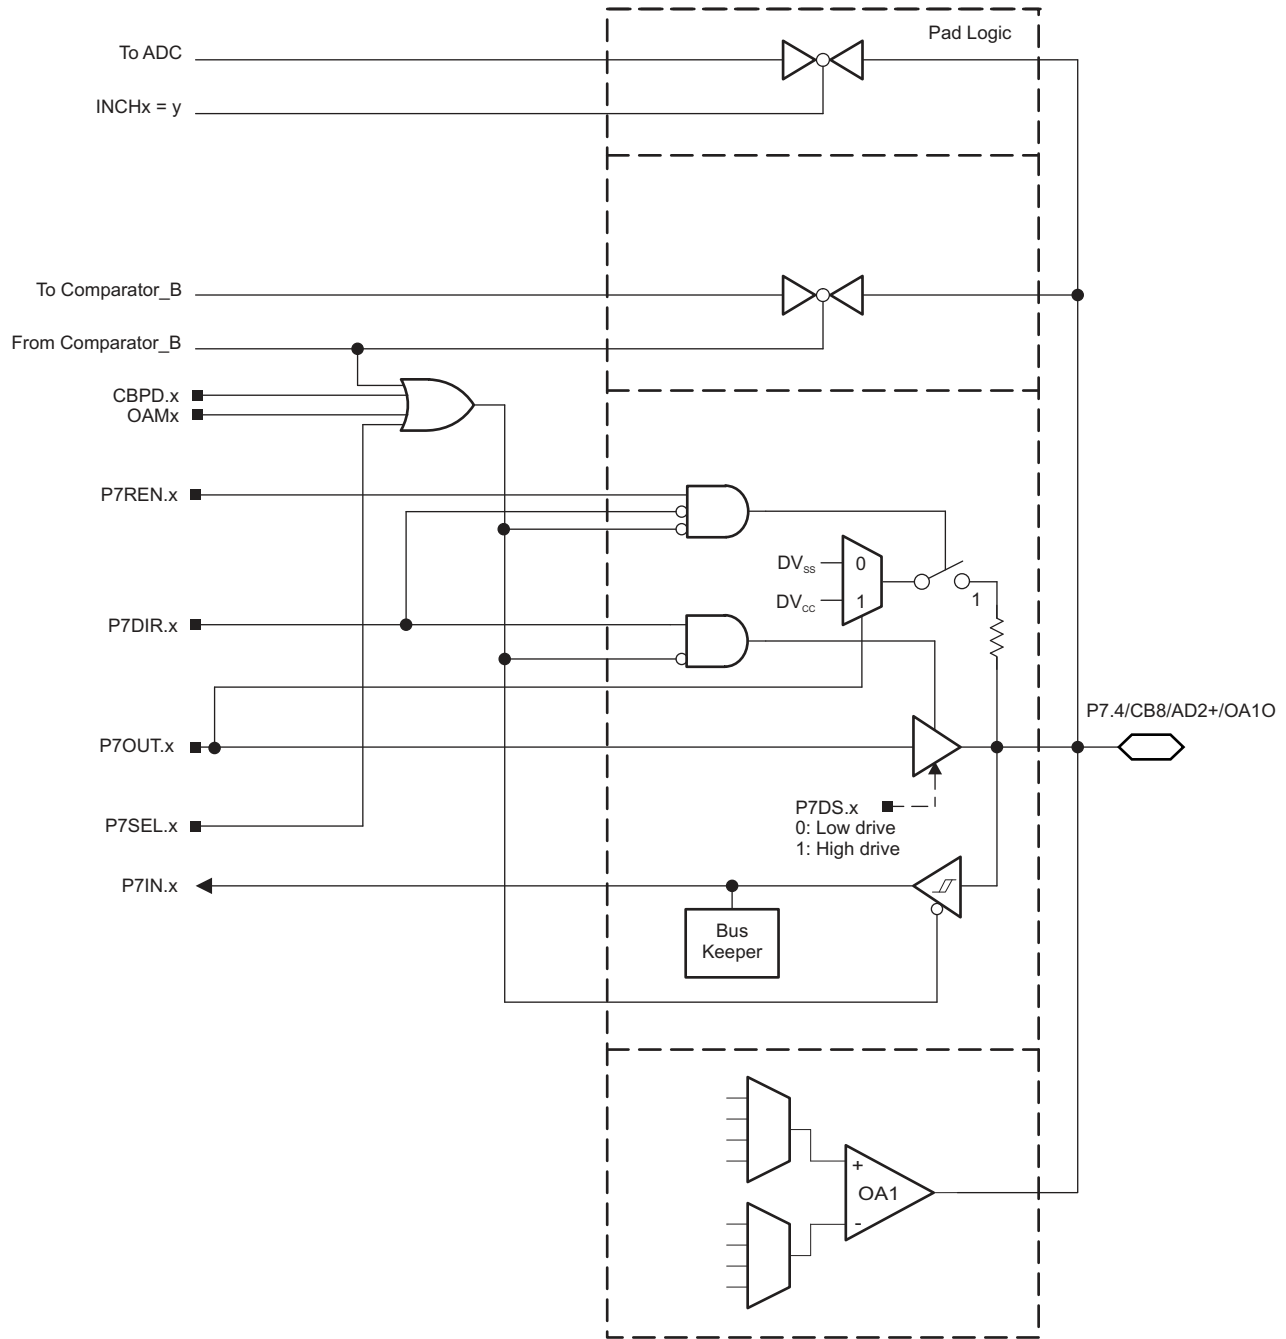 Pad Logic
To ADC
INCHx = y
To Comparator_B
From Comparator_B
CBPD.x
OAMx
P7REN.x
DVSS
0
DVCC
1
1
P7DIR.x
P7.4/CB8/AD2+/OA1O
P7OUT.x
P7DS.x
0: Low drive
1: High drive
P7SEL.x
P7IN.x
Bus
Keeper
+
OA1
-